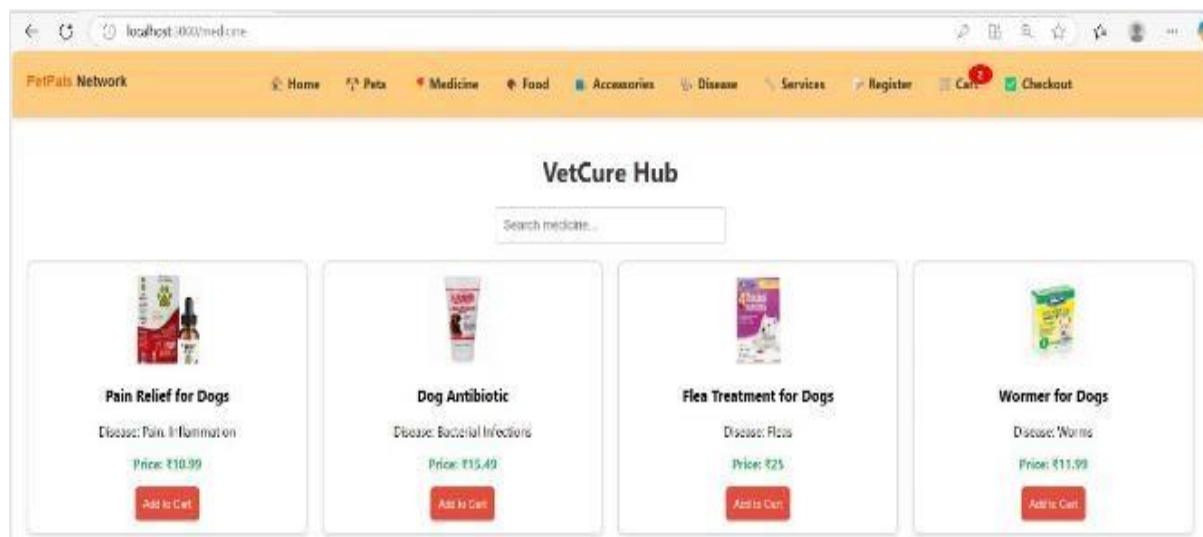 localhost:3000/medicine
PetPals Network Home Pets Medicine Food Accessories Disease Services Register Cart 2 Checkout
VetCure Hub
Search medicine...
Pain Relief for Dogs Dog Antibiotic Flea Treatment for Dogs Wormer for Dogs
Disease: Pain, Inflammation Disease: Bacterial Infections Disease: Fleas Disease: Worms
Price: ₹10.99 Price: ₹15.49 Price: ₹25 Price: ₹11.99
Add to Cart Add to Cart Add to Cart Add to Cart